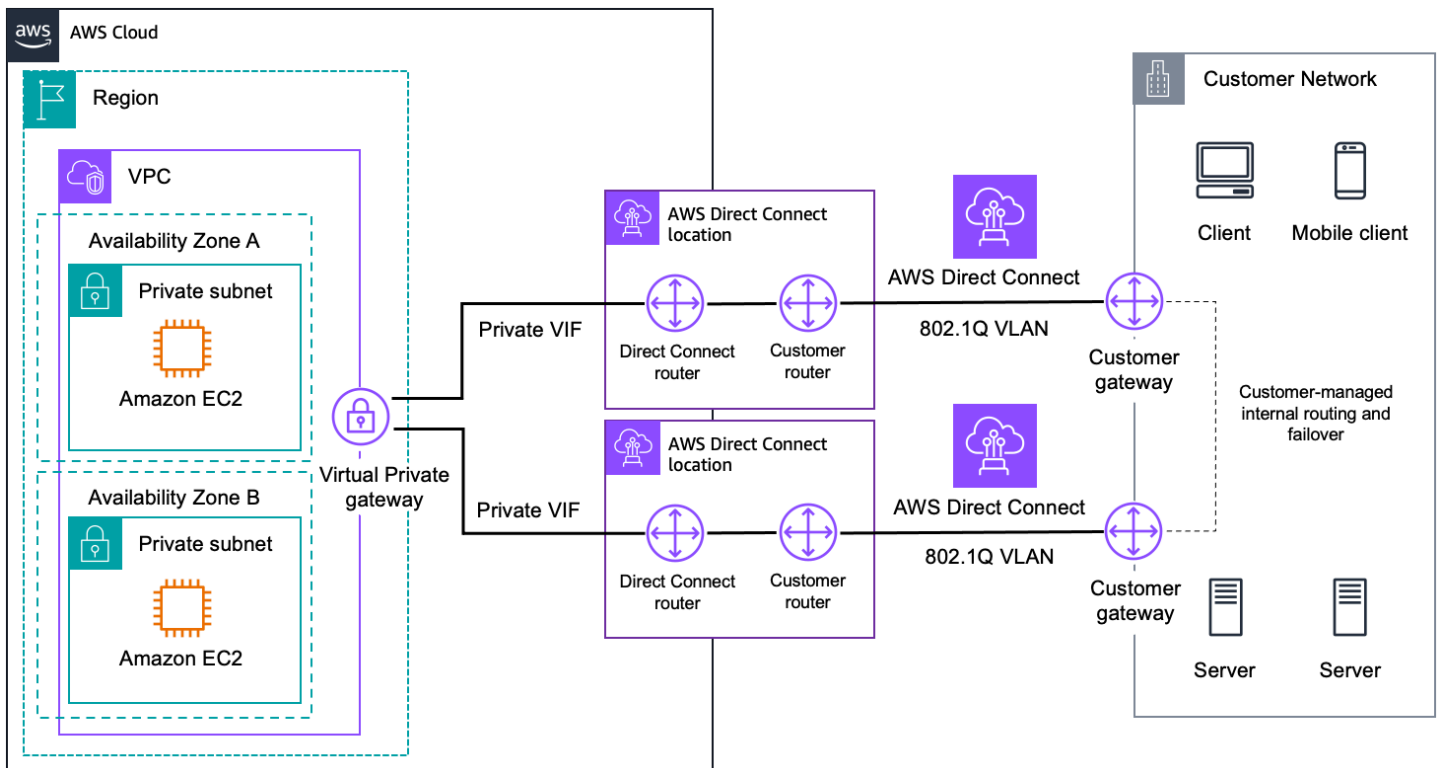 aws
AWS Cloud
Region
VPC
Availability Zone A
Private subnet
Amazon EC2
Availability Zone B
Private subnet
Amazon EC2
Virtual Private
gateway
Private VIF
Private VIF
AWS Direct Connect
location
Direct Connect
router
Customer
router
AWS Direct Connect
location
Direct Connect
router
Customer
router
AWS Direct Connect
802.1Q VLAN
AWS Direct Connect
802.1Q VLAN
Customer Network
Client
Mobile client
Customer
gateway
Customer-managed
internal routing and
failover
Customer
gateway
Server
Server